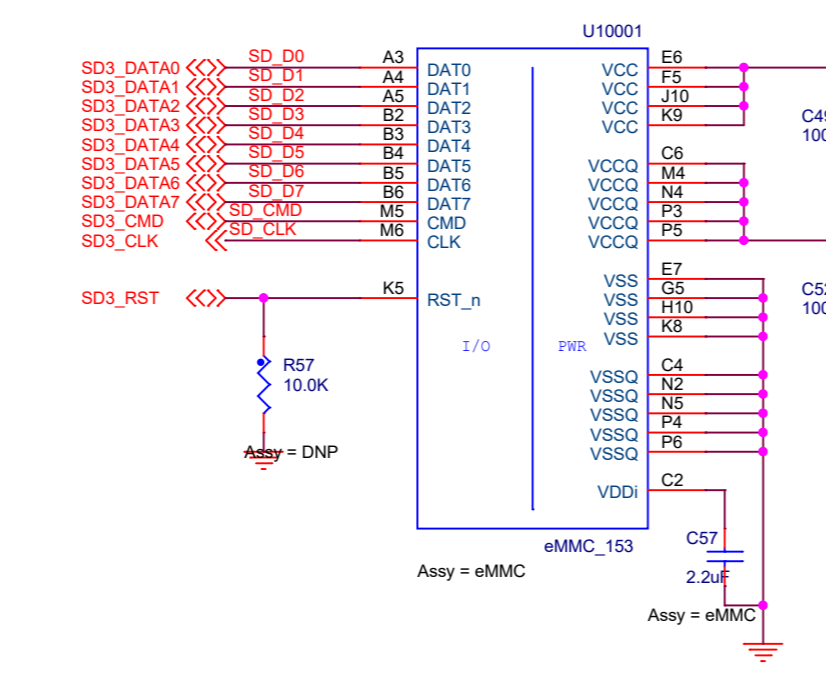 U10001
SD3_DATA0 SD_D0 A3 DAT0 VCC E6
SD3_DATA1 SD_D1 A4 DAT1 VCC F5
SD3_DATA2 SD_D2 A5 DAT2 VCC J10
SD3_DATA3 SD_D3 B2 DAT3 VCC K9
SD3_DATA4 SD_D4 B3 DAT4
SD3_DATA5 SD_D5 B4 DAT5 VCCQ C6
SD3_DATA6 SD_D6 B5 DAT6 VCCQ M4
SD3_DATA7 SD_D7 B6 DAT7 VCCQ N4
SD3_CMD SD_CMD M5 CMD VCCQ P3
SD3_CLK SD_CLK M6 CLK VCCQ P5
VSS E7
SD3_RST K5 RST_n VSS G5
VSS H10
VSS K8
I/O PWR
VSSQ C4
VSSQ N2
VSSQ N5
VSSQ P4
VSSQ P6
R57
10.0K
Assy = DNP
VDDi C2
C57
2.2uF
eMMC_153
Assy = eMMC
Assy = eMMC